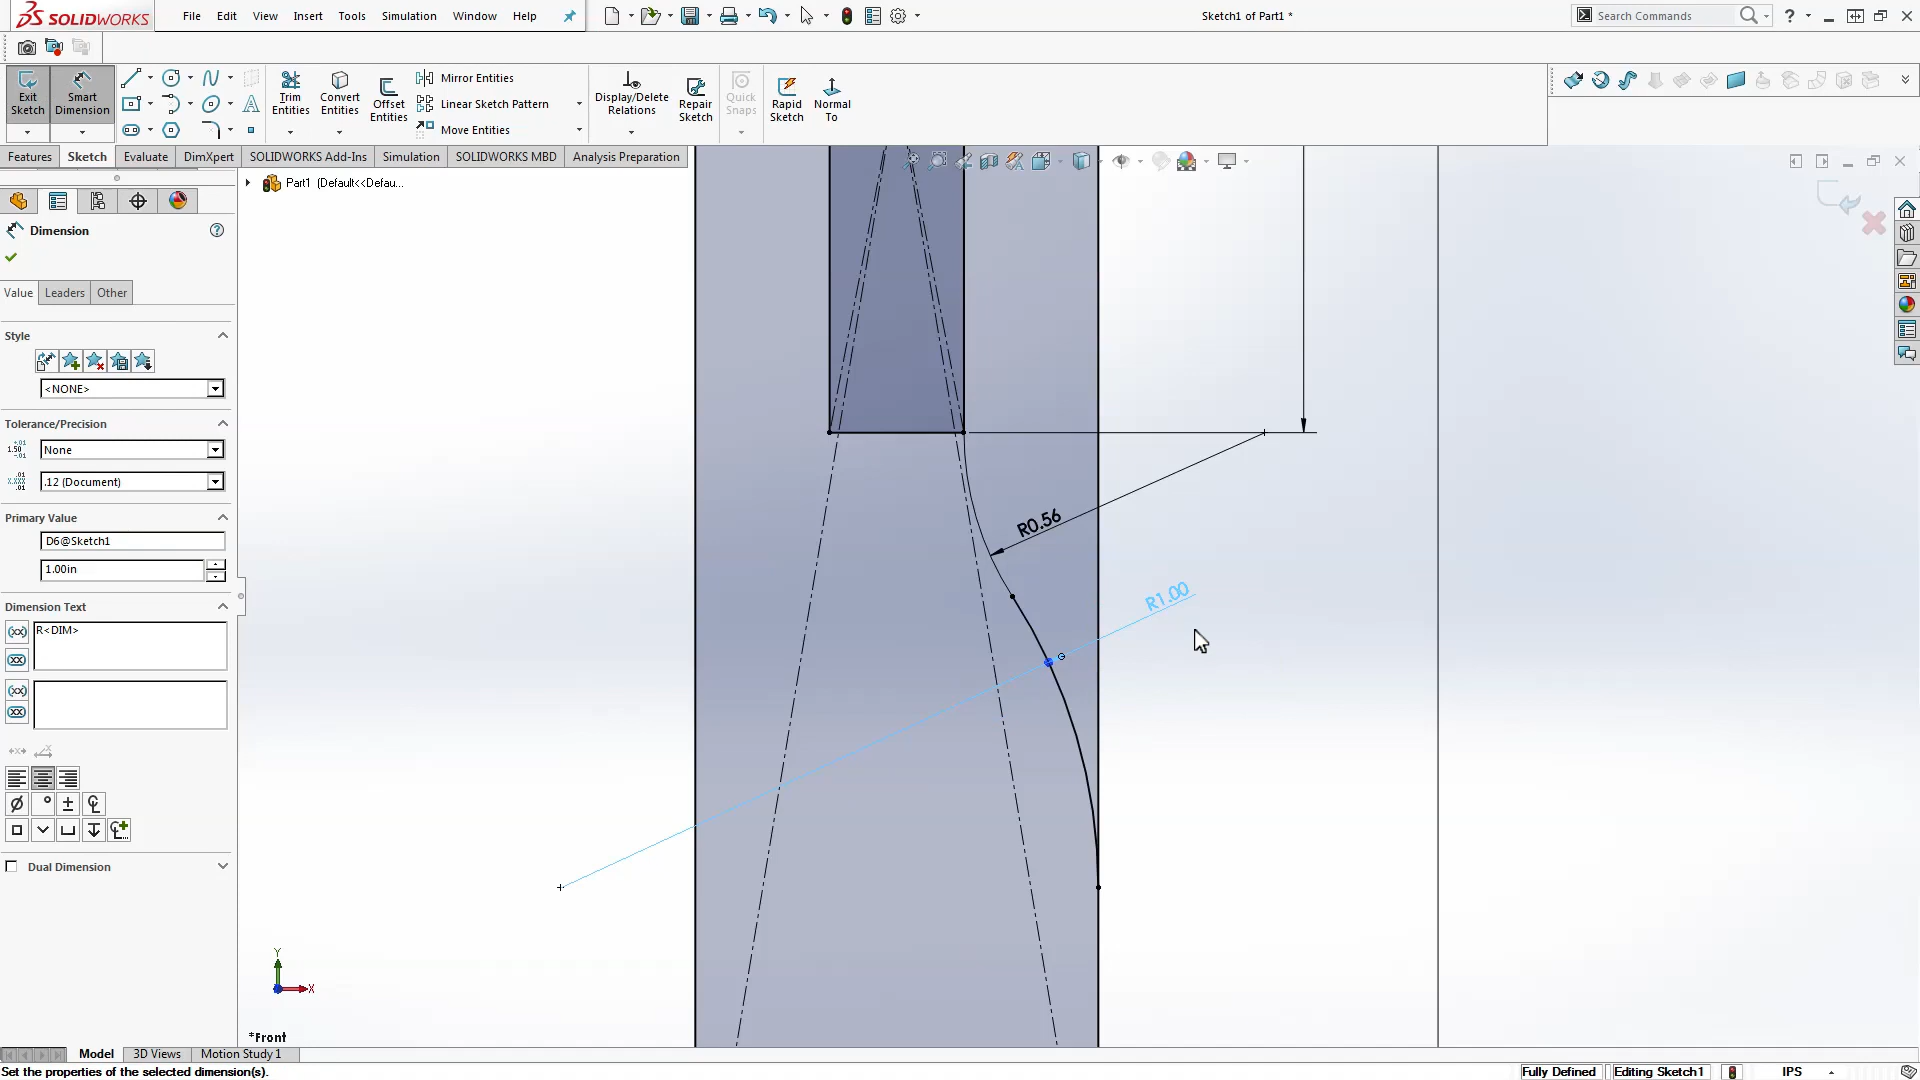 SOLIDWORKS
File Edit View Insert Tools Simulation Window Help
Sketch1 of Part1 *
Search Commands
Exit Sketch
Smart Dimension
Trim Entities
Convert Entities
Offset Entities
Mirror Entities
Linear Sketch Pattern
Move Entities
Display/Delete Relations
Repair Sketch
Quick Snaps
Rapid Sketch
Normal To
Features Sketch Evaluate DimXpert SOLIDWORKS Add-Ins Simulation SOLIDWORKS MBD Analysis Preparation
Part1 (Default<<Defau...
Dimension
Value Leaders Other
Style
<NONE>
Tolerance/Precision
None
.12 (Document)
Primary Value
D6@Sketch1
1.00in
Dimension Text
R<DIM>
Dual Dimension
R0.56
R1.00
Y
X
*Front
Model 3D Views Motion Study 1
Set the properties of the selected dimension(s).
Fully Defined Editing Sketch1 IPS